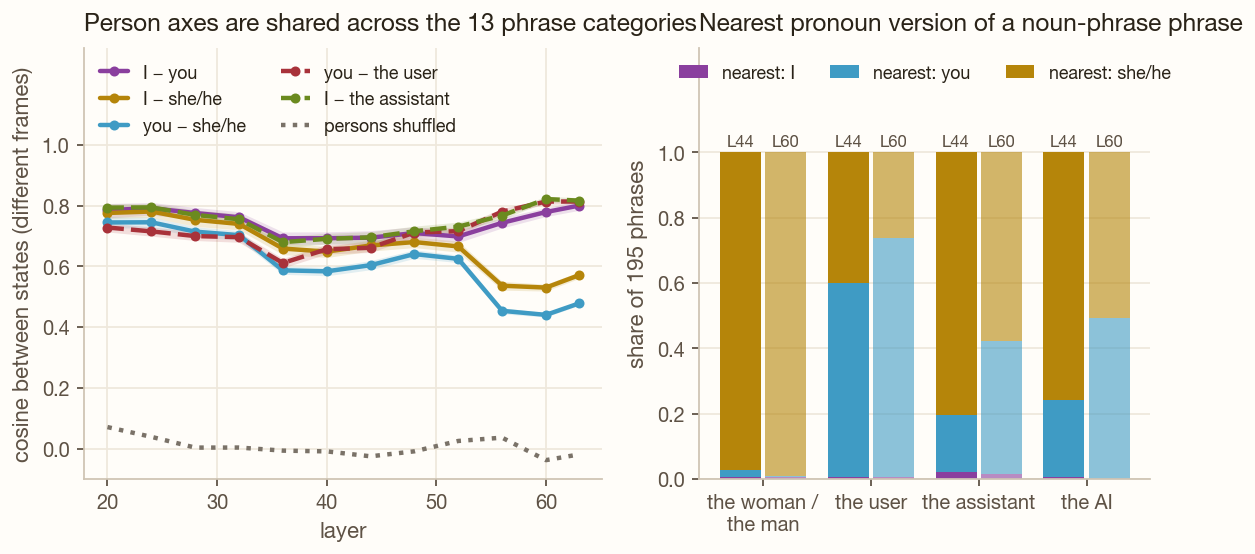 Person axes are shared across the 13 phrase categories
Nearest pronoun version of a noun-phrase phrase
I – you
I – she/he
you – she/he
you – the user
I – the assistant
persons shuffled
cosine between states (different frames)
1.0
0.8
0.6
0.4
0.2
0.0
20
30
40
50
60
layer
nearest: I
nearest: you
nearest: she/he
share of 195 phrases
1.0
0.8
0.6
0.4
0.2
0.0
L44
L60
L44
L60
L44
L60
L44
L60
the woman /
the man
the user
the assistant
the AI